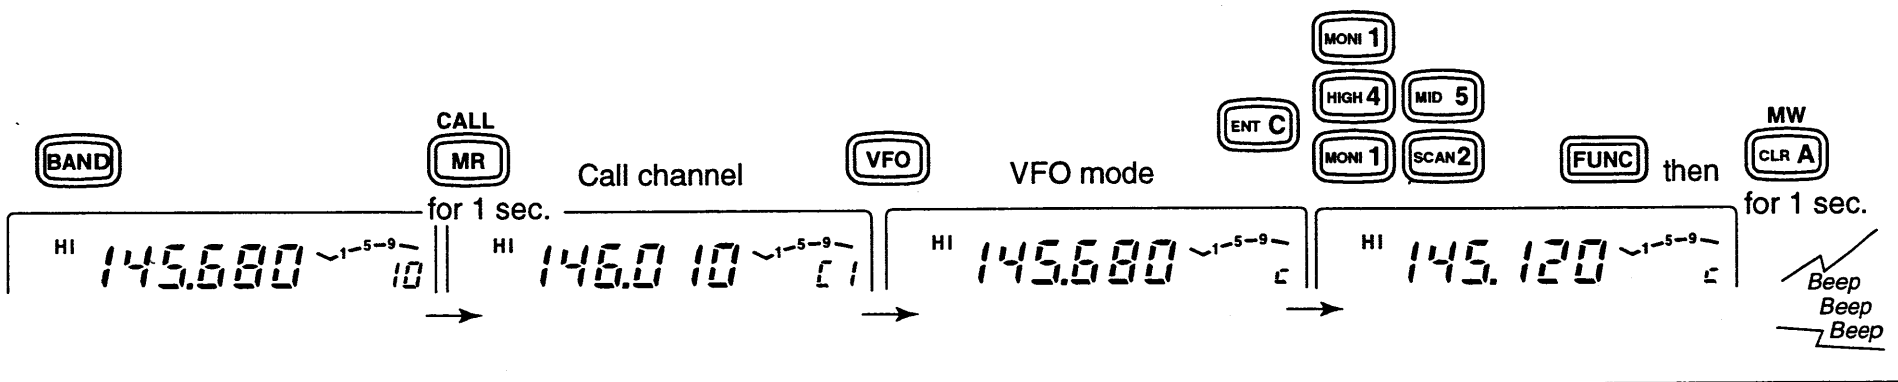 BAND
CALL
MR
for 1 sec.
Call channel
VFO
VFO mode
ENT C
MONI 1
HIGH 4 MID 5
MONI 1 SCAN 2
FUNC then
MW
CLR A
for 1 sec.
HI 145.680 1-5-9- 10
HI 146.010 1-5-9- C1
HI 145.680 1-5-9- c
HI 145.120 1-5-9- c
Beep
Beep
Beep